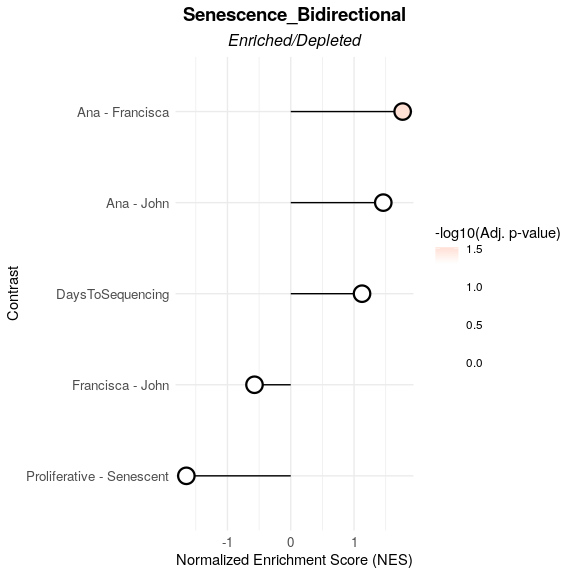 Senescence_Bidirectional
Enriched/Depleted
Contrast
Ana - Francisca
Ana - John
DaysToSequencing
Francisca - John
Proliferative - Senescent
-1
0
1
Normalized Enrichment Score (NES)
-log10(Adj. p-value)
1.5
1.0
0.5
0.0